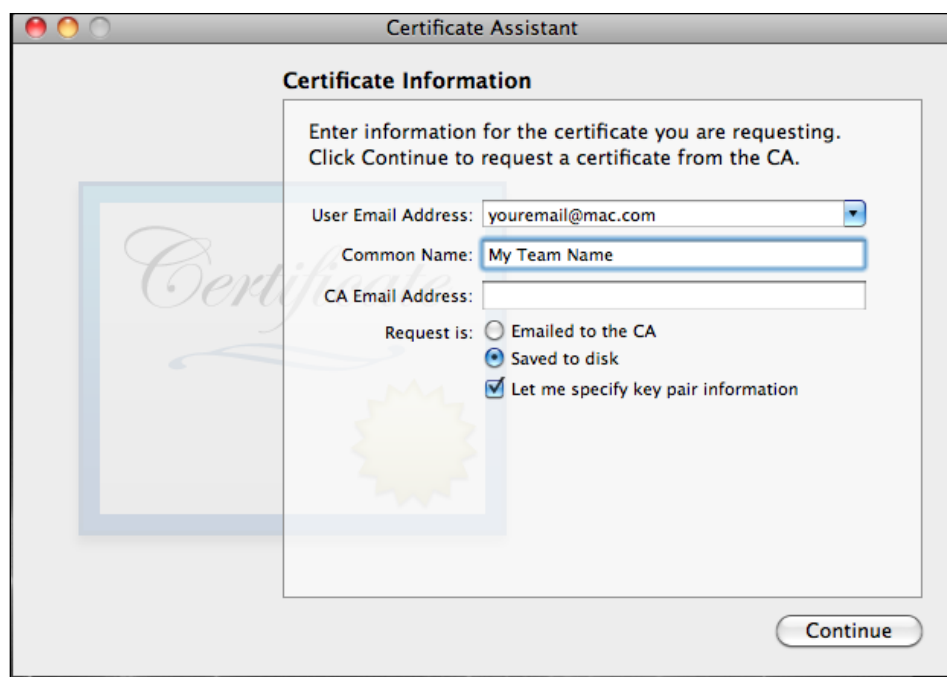 Certificate Assistant
Certificate Information
Enter information for the certificate you are requesting.
Click Continue to request a certificate from the CA.
User Email Address: youremail@mac.com
Common Name: My Team Name
CA Email Address:
Request is: Emailed to the CA
Saved to disk
Let me specify key pair information
Certificate
Continue